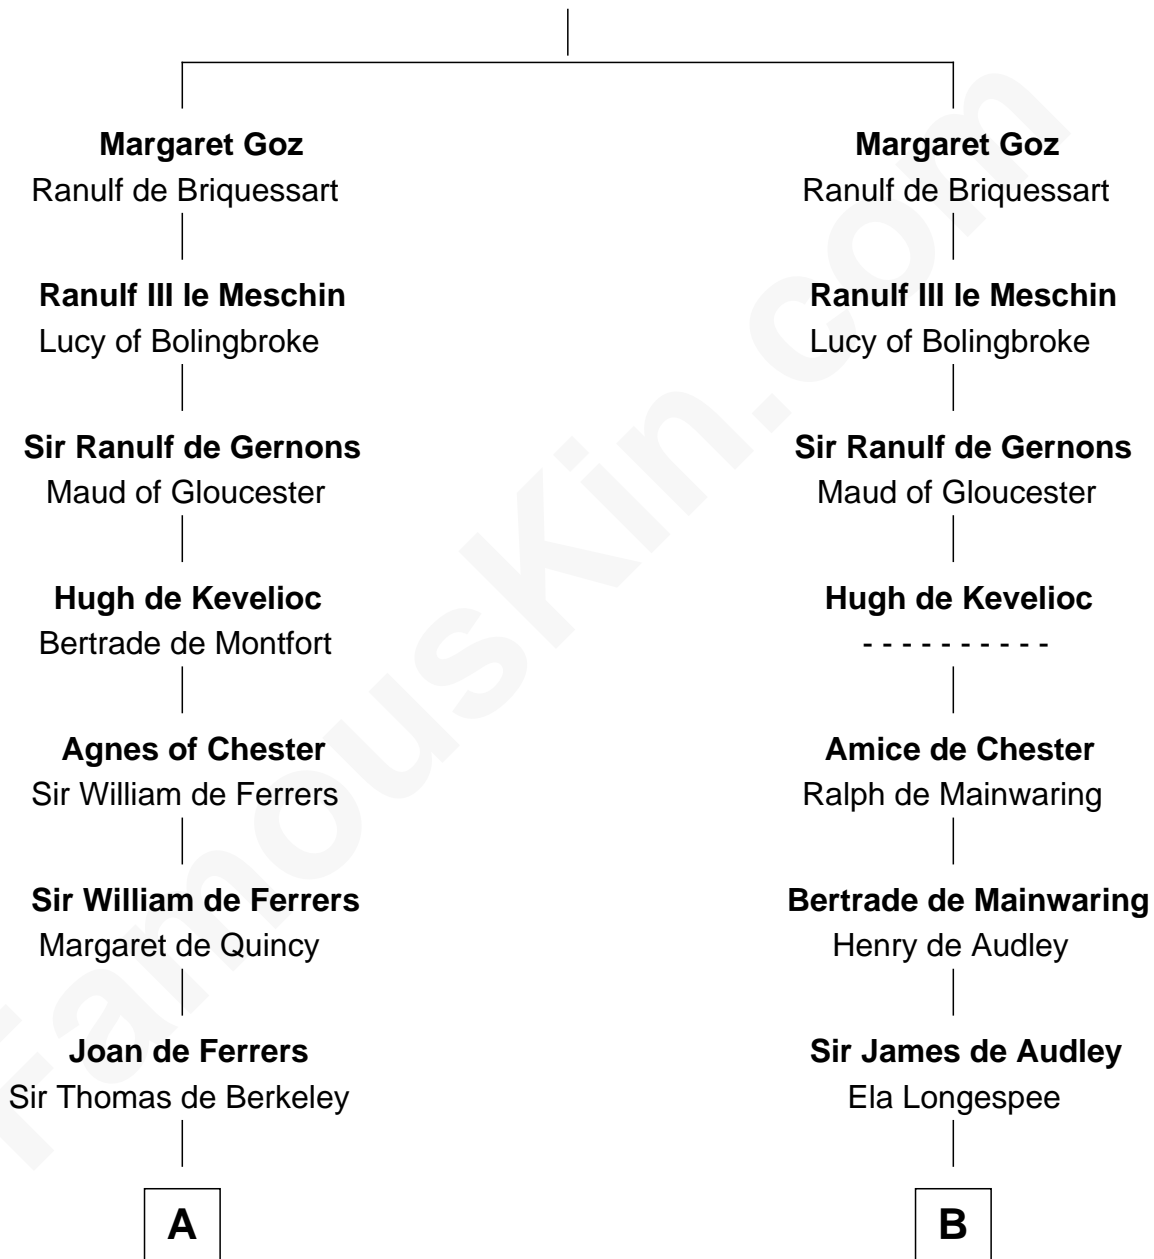 Margaret Goz
Ranulf de Briquessart
Ranulf III le Meschin
Lucy of Bolingbroke
Sir Ranulf de Gernons
Maud of Gloucester
Hugh de Kevelioc
Bertrade de Montfort
Agnes of Chester
Sir William de Ferrers
Sir William de Ferrers
Margaret de Quincy
Joan de Ferrers
Sir Thomas de Berkeley
A
Margaret Goz
Ranulf de Briquessart
Ranulf III le Meschin
Lucy of Bolingbroke
Sir Ranulf de Gernons
Maud of Gloucester
Hugh de Kevelioc
- - - - - - - - - -
Amice de Chester
Ralph de Mainwaring
Bertrade de Mainwaring
Henry de Audley
Sir James de Audley
Ela Longespee
B
FamousKin.com